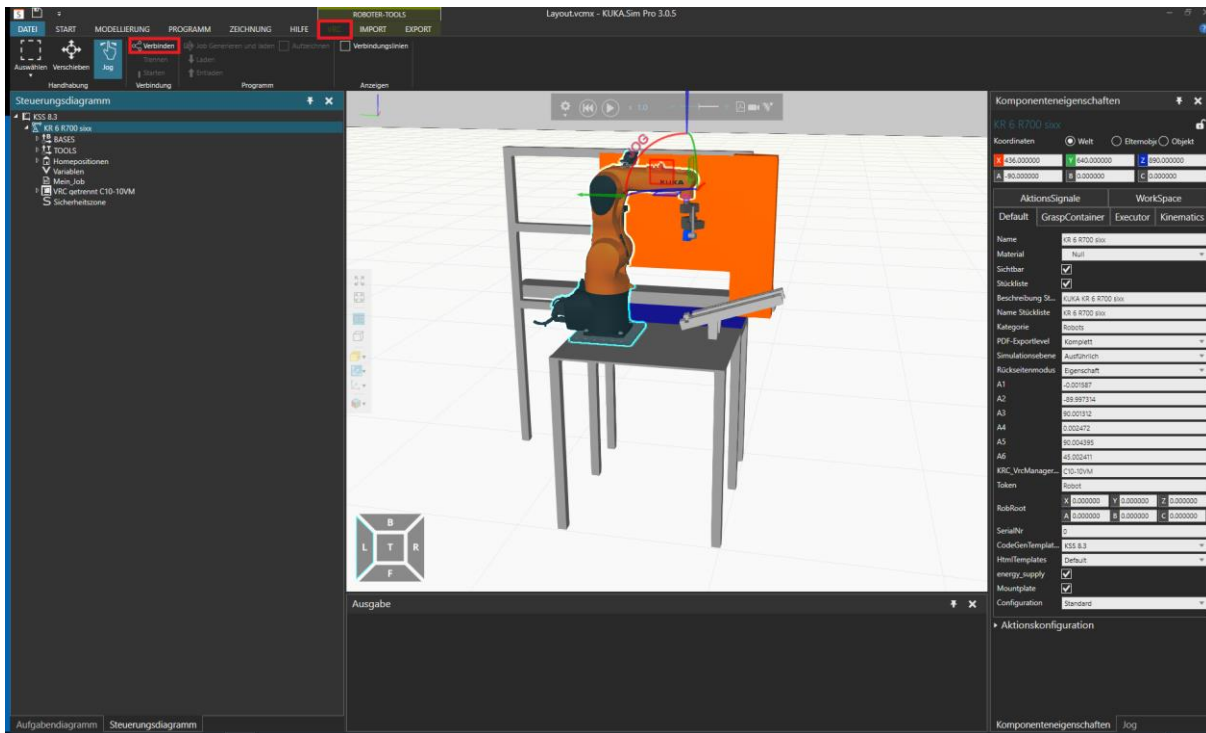 ROBOTER-TOOLS
Layout.vcmx - KUKA.Sim Pro 3.0.5
DATEI START MODELLIERUNG PROGRAMM ZEICHNUNG HILFE VRC IMPORT EXPORT
Auswählen Verschieben Jog
Verbinden Job Generieren und laden Aufzeichnen Verbindungslinien
Trennen Laden
Starten Entladen
Handhabung Verbindung Programm Anzeigen
Steuerungsdiagramm
KSS 8.3
KR 6 R700 sixx
BASES
TOOLS
Homepositionen
Variablen
Mein_Job
VRC getrennt C10-10VM
Sicherheitszone
x 1.0
JOG
KUKA
B
L T R
F
Ausgabe
Aufgabendiagramm Steuerungsdiagramm
Komponenteneigenschaften
KR 6 R700 sixx
Koordinaten Welt Elternobje Objekt
X 436.000000 Y 640.000000 Z 890.000000
A -90.000000 B 0.000000 C 0.000000
AktionsSignale WorkSpace
Default GraspContainer Executor Kinematics
Name KR 6 R700 sixx
Material Null
Sichtbar
Stückliste
Beschreibung St... KUKA KR 6 R700 sixx
Name Stückliste KR 6 R700 sixx
Kategorie Robots
PDF-Exportlevel Komplett
Simulationsebene Ausführlich
Rückseitenmodus Eigenschaft
A1 -0.001587
A2 -89.997314
A3 90.001312
A4 0.002472
A5 90.004395
A6 45.002411
KRC_VrcManager... C10-10VM
Token Robot
RobRoot
X 0.000000 Y 0.000000 Z 0.000000
A 0.000000 B 0.000000 C 0.000000
SerialNr 0
CodeGenTemplat... KSS 8.3
HtmlTemplates Default
energy_supply
Mountplate
Configuration Standard
Aktionskonfiguration
Komponenteneigenschaften Jog